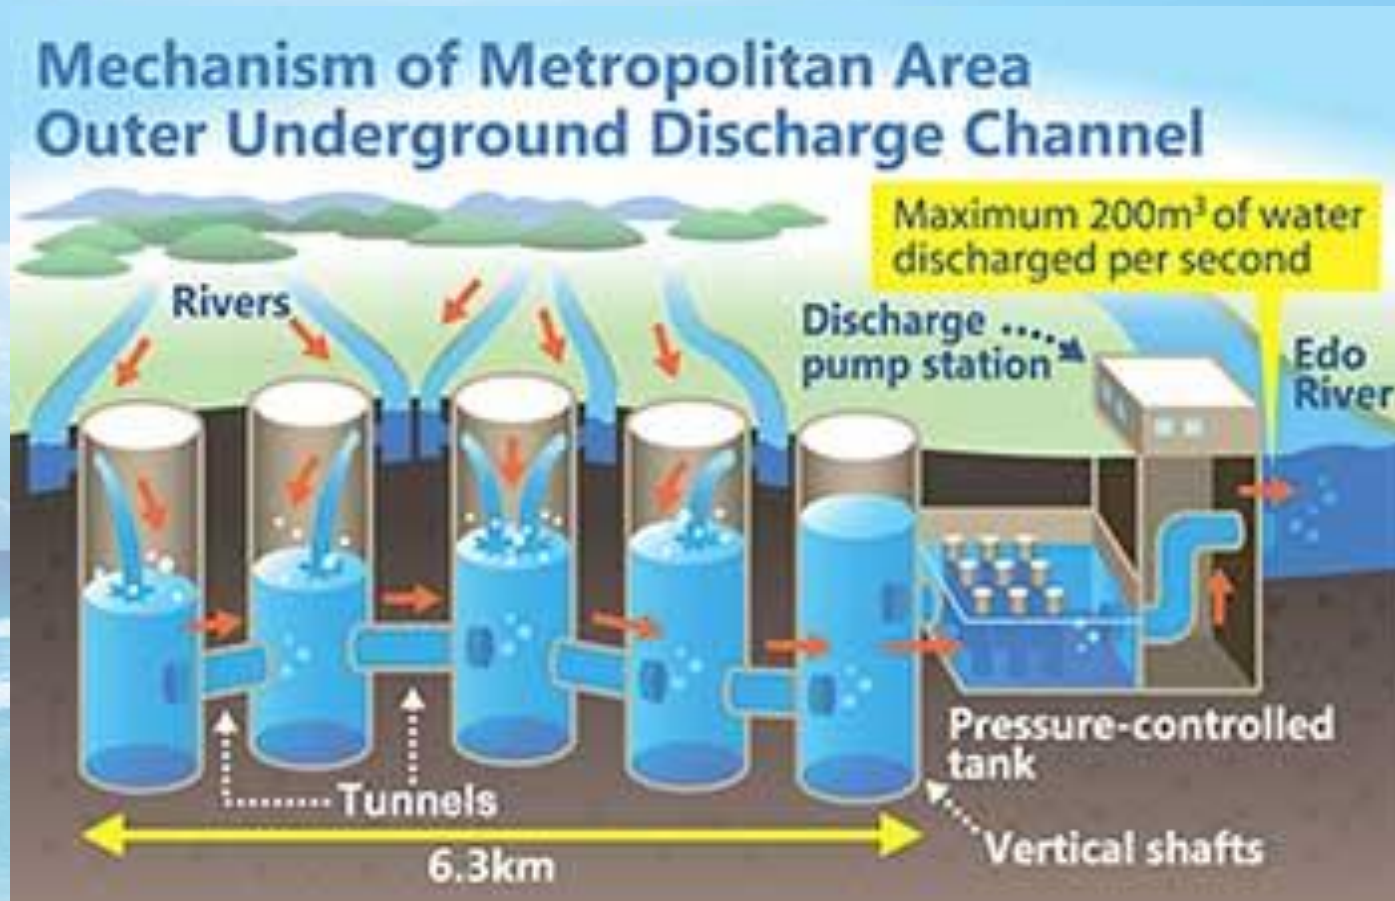 Mechanism of Metropolitan Area
Outer Underground Discharge Channel
Maximum 200m³ of water
discharged per second
Rivers
Discharge
pump station
Edo
River
Pressure-controlled
tank
Tunnels
Vertical shafts
6.3km